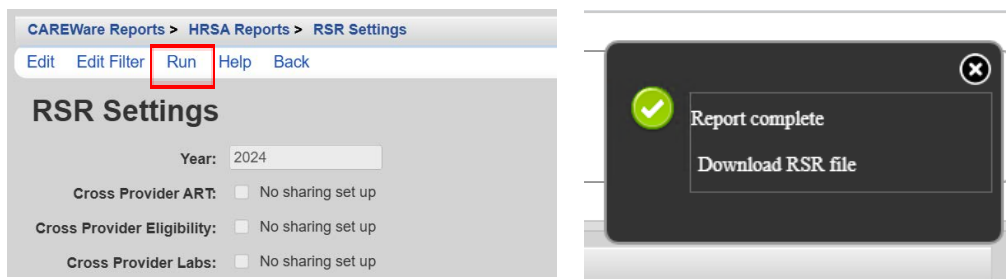 CAREWare Reports > HRSA Reports > RSR Settings
Edit Edit Filter Run Help Back
RSR Settings
Year: 2024
Cross Provider ART: No sharing set up
Cross Provider Eligibility: No sharing set up
Cross Provider Labs: No sharing set up
Report complete
Download RSR file